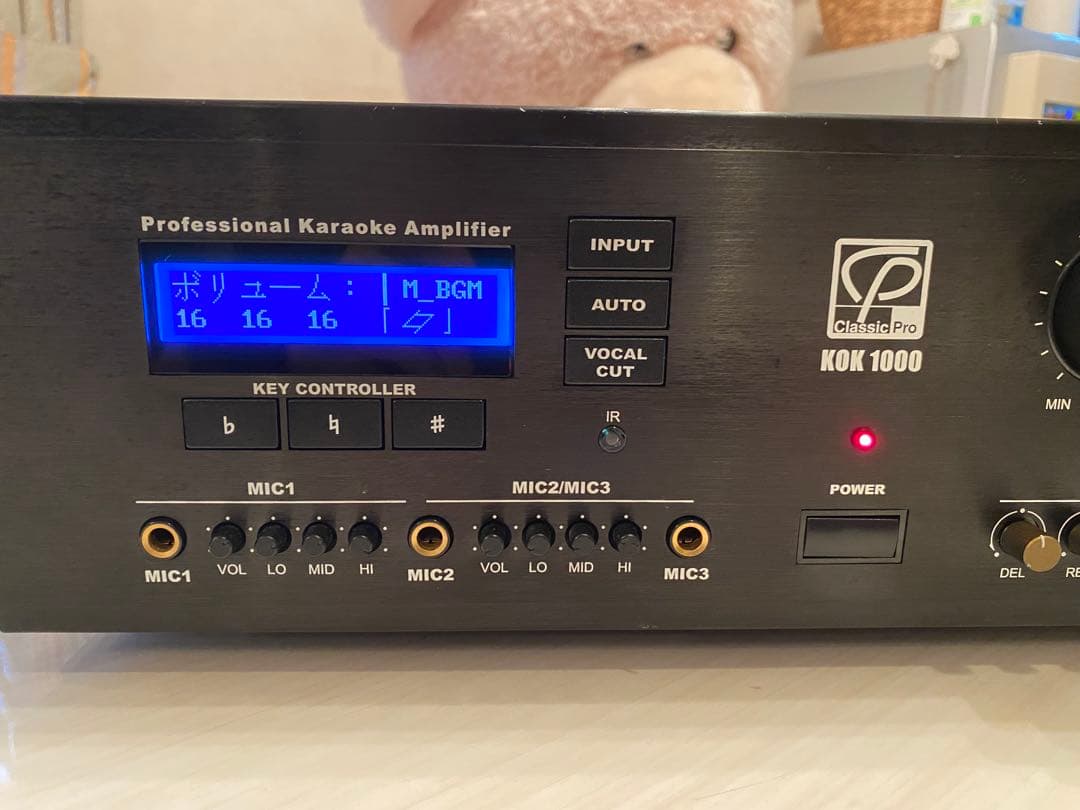 Professional Karaoke Amplifier
ボリューム: | M_BGM
16 16 16
KEY CONTROLLER
♭ ♮ ♯
INPUT
AUTO
VOCAL
CUT
IR
Classic Pro
KOK 1000
MIN
POWER
MIC1
MIC1 VOL LO MID HI
MIC2/MIC3
MIC2 VOL LO MID HI MIC3
DEL